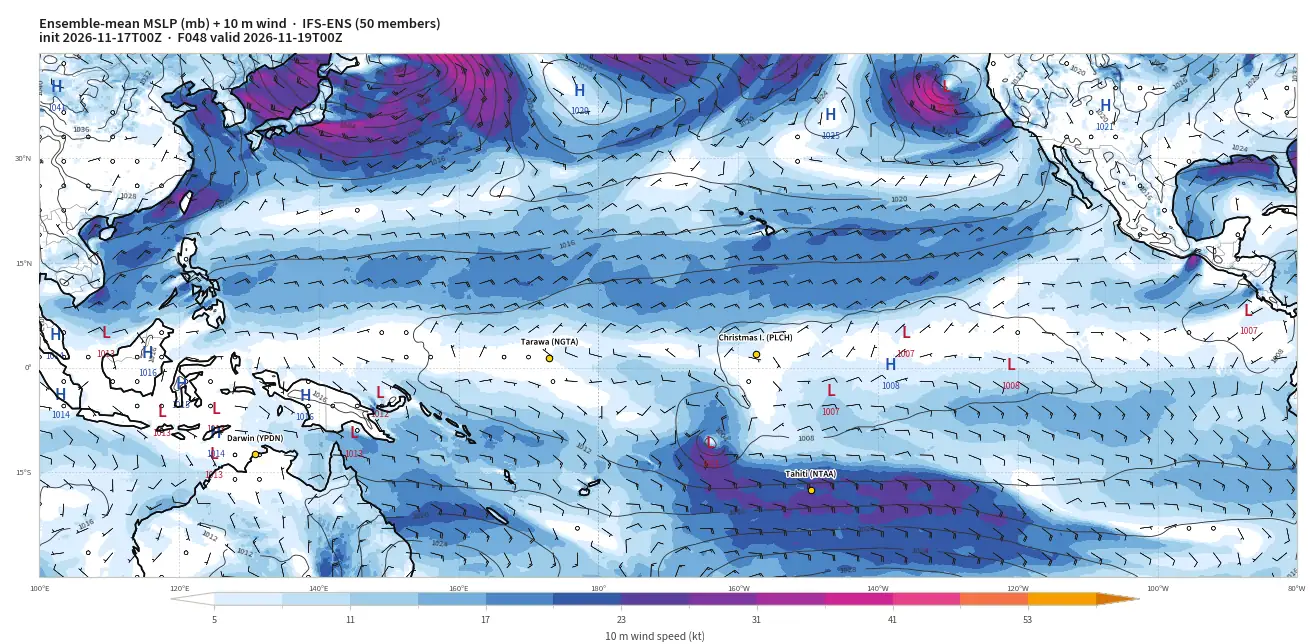 Ensemble-mean MSLP (mb) + 10 m wind · IFS-ENS (50 members)
init 2026-11-17T00Z · F048 valid 2026-11-19T00Z
H
H
1020
H
1025
L
H
1021
1036
1028
1016
1020
1024
1016
30°N
15°N
0°
15°S
H
L
1013
H
1016
H
1014
L
1013
L
H
1014
L
1013
H
1016
L
1012
L
1012
Tarawa (NGTA)
Christmas I. (PLCH)
Darwin (YPDN)
Tahiti (NTAA)
L
1007
H
1008
L
1008
L
1007
L
1007
L
1008
1008
1012
1016
1012
1012
100°E
120°E
140°E
160°E
180°
160°W
140°W
120°W
100°W
80°W
5
11
17
23
31
41
53
10 m wind speed (kt)